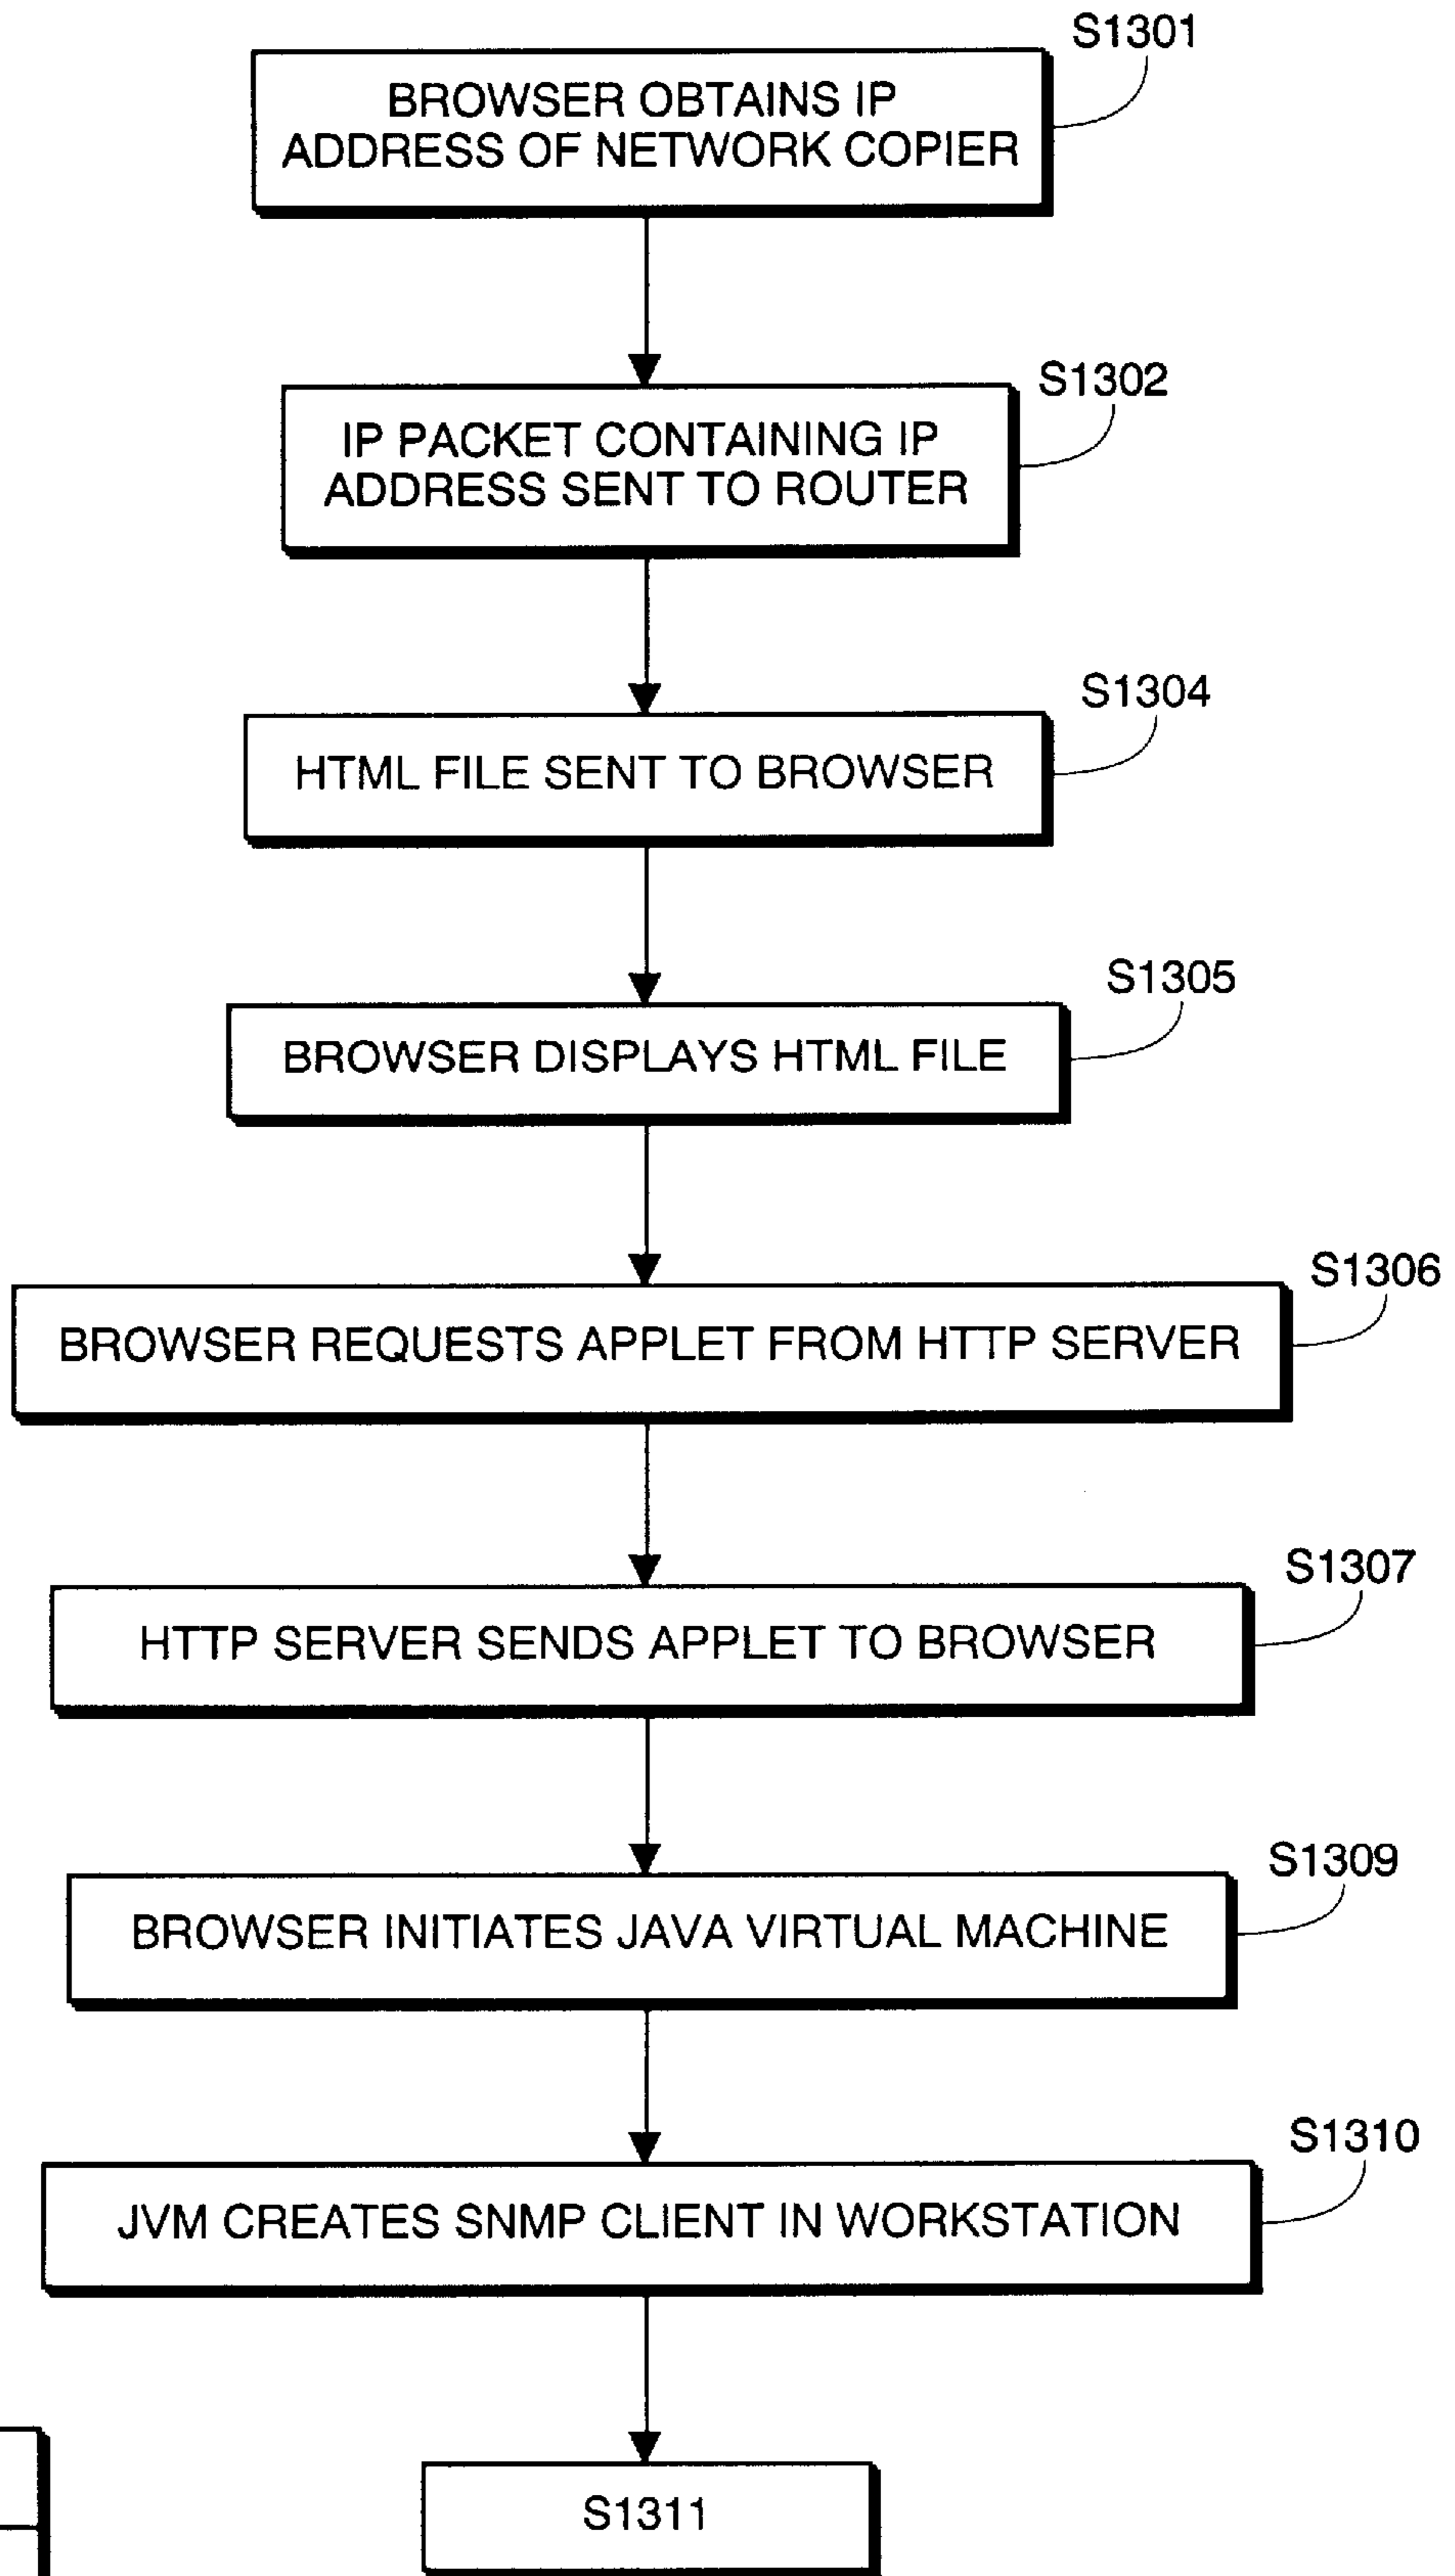 S1301
BROWSER OBTAINS IP
ADDRESS OF NETWORK COPIER
S1302
IP PACKET CONTAINING IP
ADDRESS SENT TO ROUTER
S1304
HTML FILE SENT TO BROWSER
S1305
BROWSER DISPLAYS HTML FILE
S1306
BROWSER REQUESTS APPLET FROM HTTP SERVER
S1307
HTTP SERVER SENDS APPLET TO BROWSER
S1309
BROWSER INITIATES JAVA VIRTUAL MACHINE
S1310
JVM CREATES SNMP CLIENT IN WORKSTATION
S1311